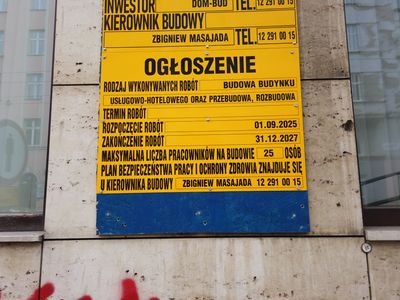 INWESTOR DOM-BUD TEL. 12 291 00 15
KIEROWNIK BUDOWY
ZBIGNIEW MASAJADA TEL. 12 291 00 15
OGŁOSZENIE
RODZAJ WYKONYWANYCH ROBÓT BUDOWA BUDYNKU
USŁUGOWO-HOTELOWEGO ORAZ PRZEBUDOWA, ROZBUDOWA
TERMIN ROBÓT
ROZPOCZĘCIE ROBÓT 01.09.2025
ZAKOŃCZENIE ROBÓT 31.12.2027
MAKSYMALNA LICZBA PRACOWNIKÓW NA BUDOWIE 25 OSÓB
PLAN BEZPIECZEŃSTWA PRACY I OCHRONY ZDROWIA ZNAJDUJE SIĘ
U KIEROWNIKA BUDOWY ZBIGNIEW MASAJADA 12 291 00 15